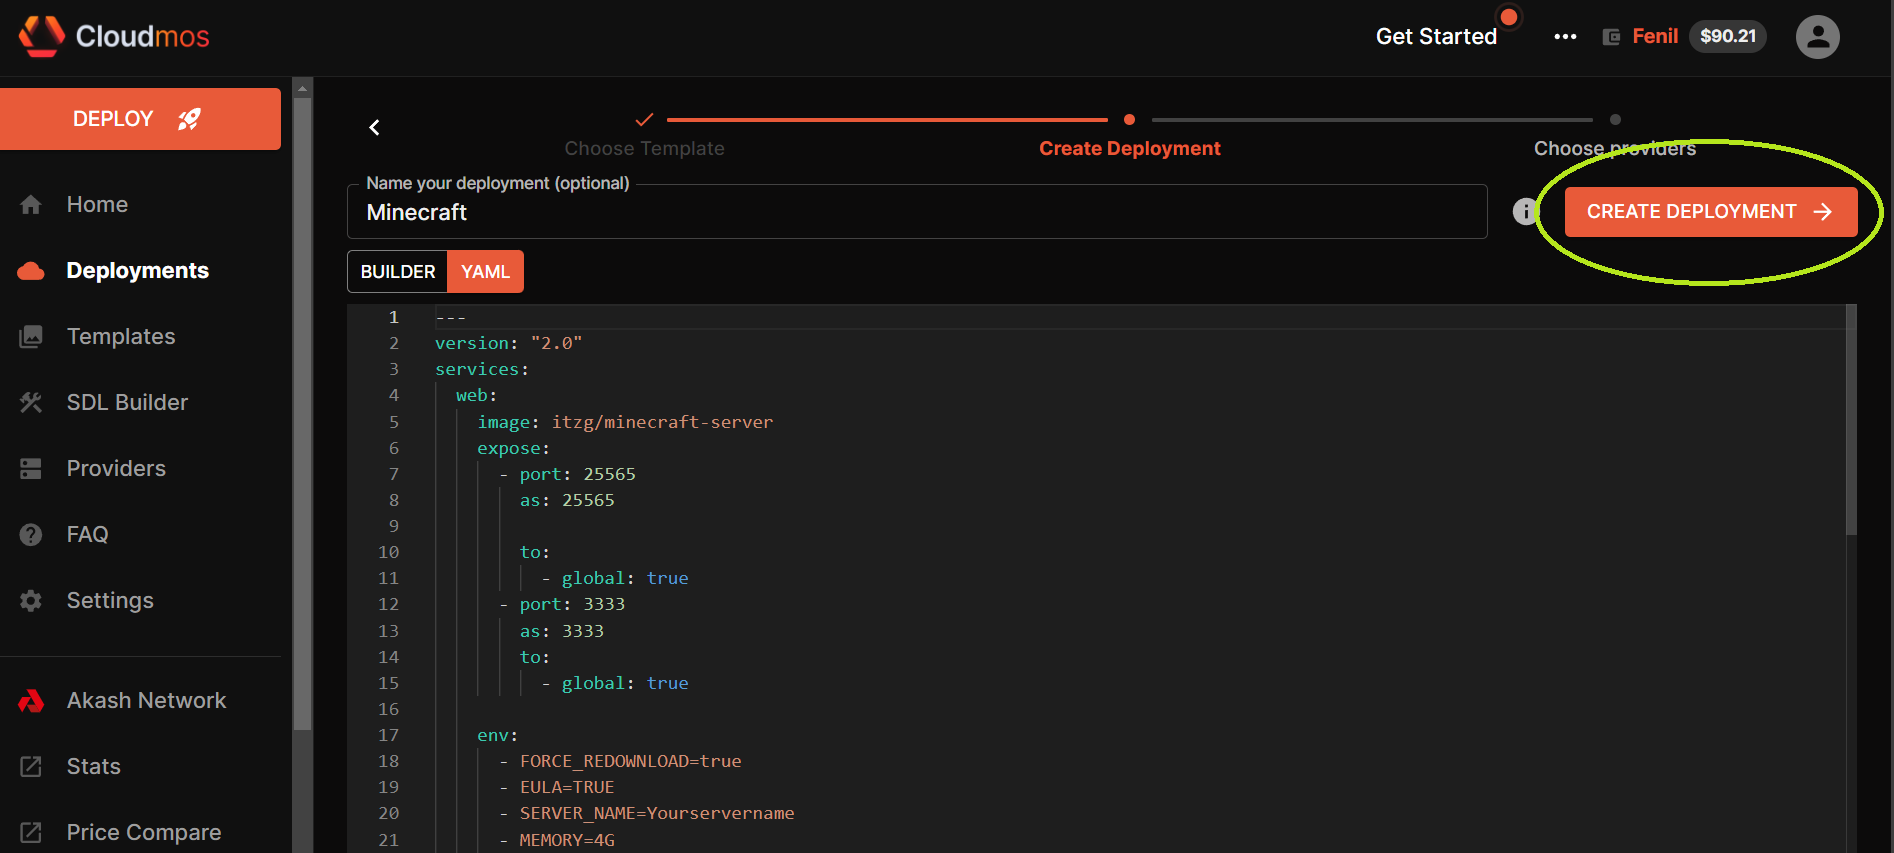 Cloudmos
Get Started
Fenil $90.21
DEPLOY
Home
Deployments
Templates
SDL Builder
Providers
FAQ
Settings
Akash Network
Stats
Price Compare
Choose Template
Create Deployment
Choose providers
Name your deployment (optional)
Minecraft
CREATE DEPLOYMENT
BUILDER YAML
1 ---
2 version: "2.0"
3 services:
4 web:
5 image: itzg/minecraft-server
6 expose:
7 - port: 25565
8 as: 25565
9
10 to:
11 - global: true
12 - port: 3333
13 as: 3333
14 to:
15 - global: true
16
17 env:
18 - FORCE_REDOWNLOAD=true
19 - EULA=TRUE
20 - SERVER_NAME=Yourservername
21 - MEMORY=4G